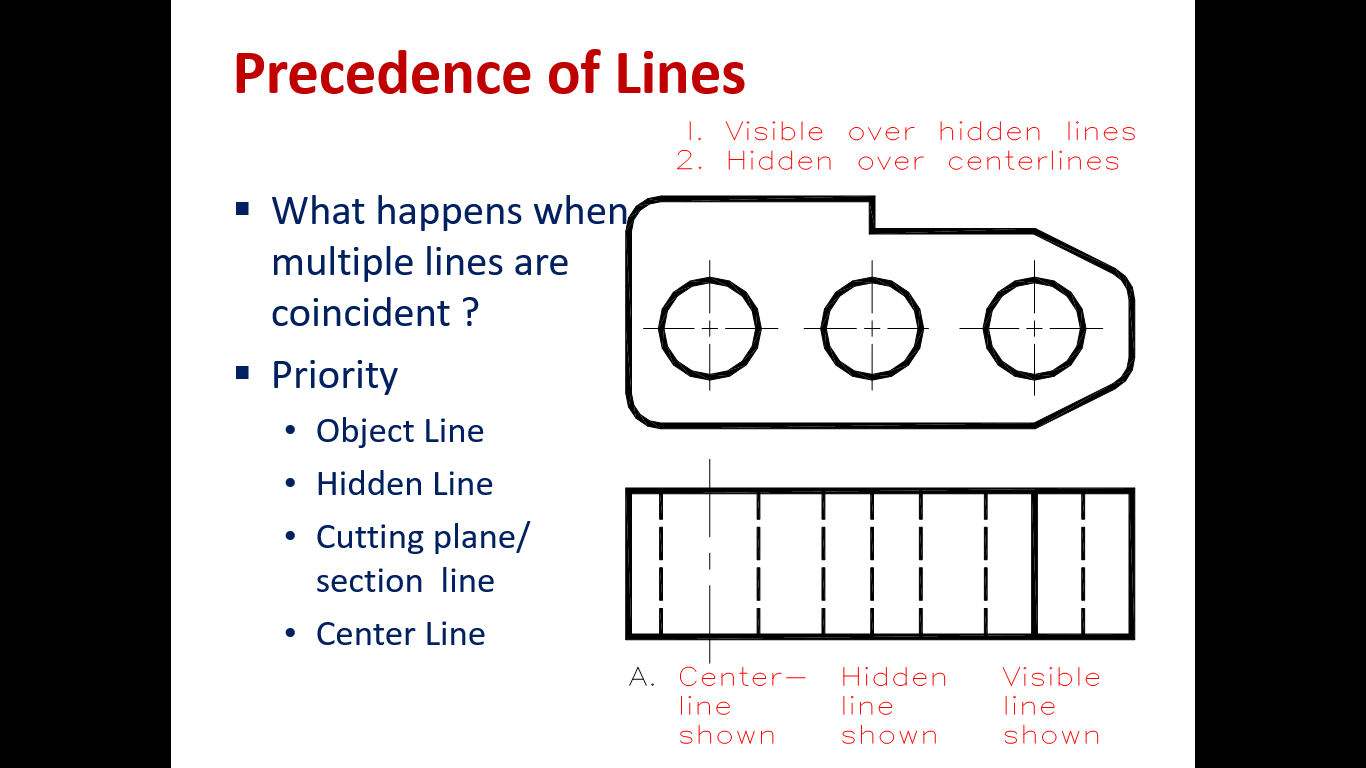 Precedence of Lines
1. Visible over hidden lines
2. Hidden over centerlines
▪ What happens when
multiple lines are
coincident ?
▪ Priority
• Object Line
• Hidden Line
• Cutting plane/
section line
• Center Line
A. Center-
line
shown
Hidden
line
shown
Visible
line
shown